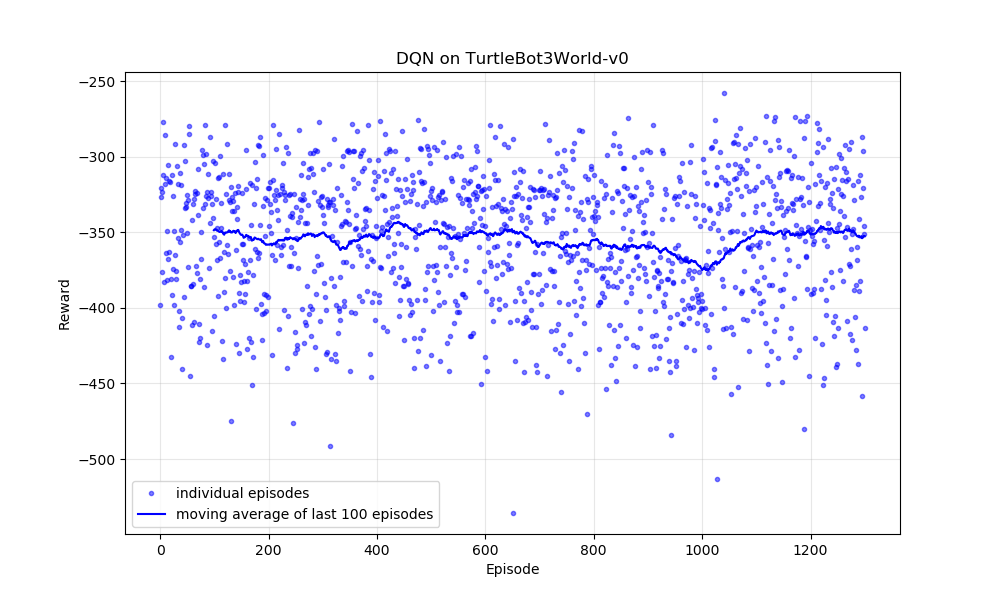 DQN on TurtleBot3World-v0
−250
−300
−350
−400
−450
−500
Reward
individual episodes
moving average of last 100 episodes
0 200 400 600 800 1000 1200
Episode